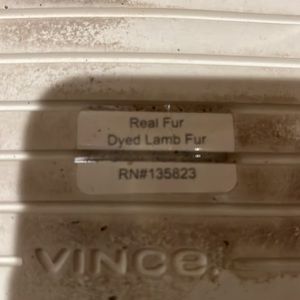 Real Fur
Dyed Lamb Fur
RN#135823
VINCE.